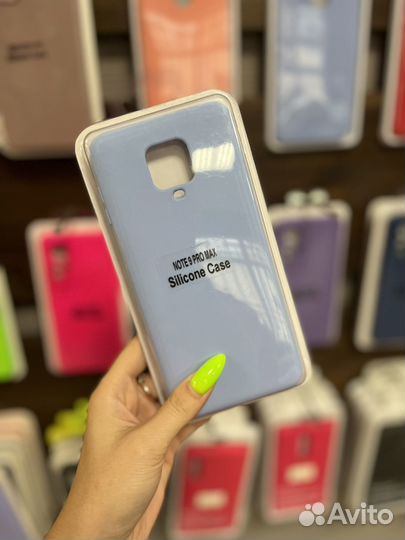 NOTE 9 PRO MAX
Silicone Case
Avito